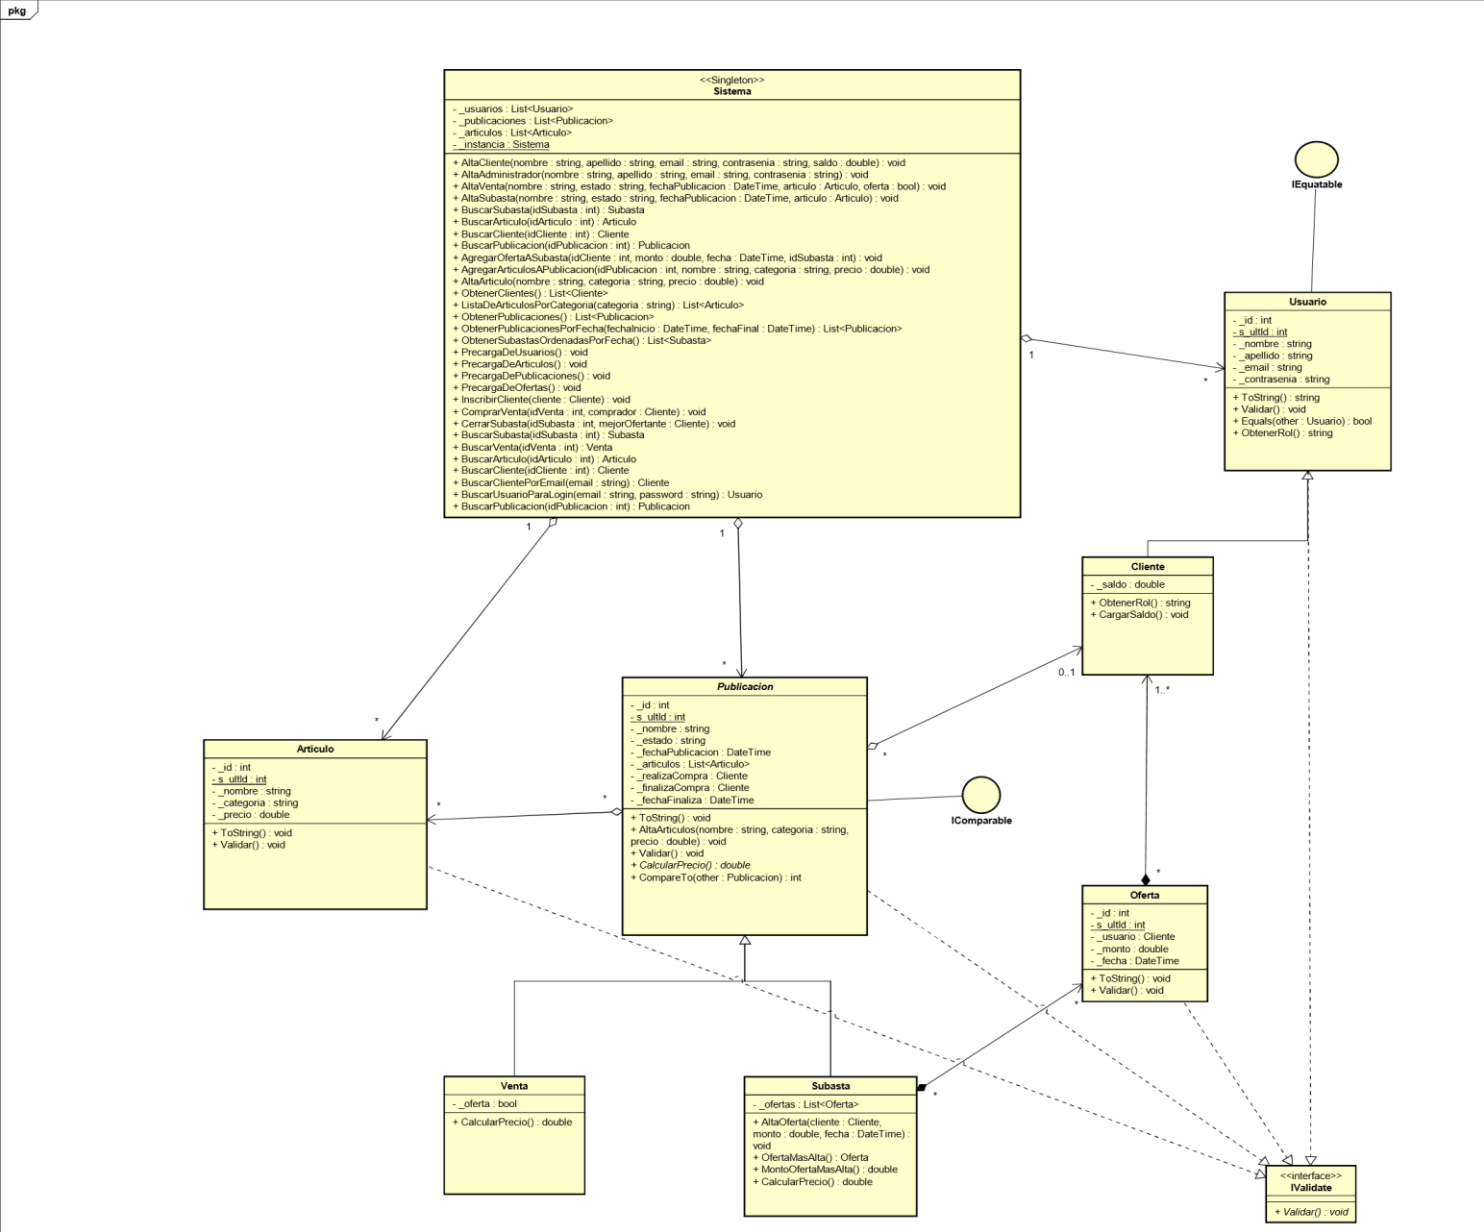 pkg
<<Singleton>>
Sistema
- _usuarios : List<Usuario>
- _publicaciones : List<Publicacion>
- _articulos : List<Articulo>
- _instancia : Sistema
+ AltaCliente(nombre : string, apellido : string, email : string, contrasenia : string, saldo : double) : void
+ AltaAdministrador(nombre : string, apellido : string, email : string, contrasenia : string) : void
+ AltaVenta(nombre : string, estado : string, fechaPublicacion : DateTime, articulo : Articulo, oferta : bool) : void
+ AltaSubasta(nombre : string, estado : string, fechaPublicacion : DateTime, articulo : Articulo) : void
+ BuscarSubasta(idSubasta : int) : Subasta
+ BuscarArticulo(idArticulo : int) : Articulo
+ BuscarCliente(idCliente : int) : Cliente
+ BuscarPublicacion(idPublicacion : int) : Publicacion
+ AgregarOfertaASubasta(idCliente : int, monto : double, fecha : DateTime, idSubasta : int) : void
+ AgregarArticulosAPublicacion(idPublicacion : int, nombre : string, categoria : string, precio : double) : void
+ AltaArticulo(nombre : string, categoria : string, precio : double) : void
+ ObtenerClientes() : List<Cliente>
+ ListaDeArticulosPorCategoria(categoria : string) : List<Articulo>
+ ObtenerPublicaciones() : List<Publicacion>
+ ObtenerPublicacionesPorFecha(fechaInicio : DateTime, fechaFinal : DateTime) : List<Publicacion>
+ ObtenerSubastasOrdenadasPorFecha() : List<Subasta>
+ PrecargaDeUsuarios() : void
+ PrecargaDeArticulos() : void
+ PrecargaDePublicaciones() : void
+ PrecargaDeOfertas() : void
+ InscribirCliente(cliente : Cliente) : void
+ ComprarVenta(idVenta : int, comprador : Cliente) : void
+ CerrarSubasta(idSubasta : int, mejorOfertante : Cliente) : void
+ BuscarSubasta(idSubasta : int) : Subasta
+ BuscarVenta(idVenta : int) : Venta
+ BuscarArticulo(idArticulo : int) : Articulo
+ BuscarCliente(idCliente : int) : Cliente
+ BuscarClientePorEmail(email : string) : Cliente
+ BuscarUsuarioParaLogin(email : string, password : string) : Usuario
+ BuscarPublicacion(idPublicacion : int) : Publicacion
IEquatable
Usuario
- _id : int
- s_ultId : int
- _nombre : string
- _apellido : string
- _email : string
- _contrasenia : string
+ ToString() : string
+ Validar() : void
+ Equals(other : Usuario) : bool
+ ObtenerRol() : string
1
*
1
1
*
*
Cliente
- _saldo : double
+ ObtenerRol() : string
+ CargarSaldo() : void
0..1
1..*
*
Publicacion
- _id : int
- s_ultId : int
- _nombre : string
- _estado : string
- _fechaPublicacion : DateTime
- _articulos : List<Articulo>
- _realizaCompra : Cliente
- _finalizaCompra : Cliente
- _fechaFinaliza : DateTime
+ ToString() : void
+ AltaArticulos(nombre : string, categoria : string,
precio : double) : void
+ Validar() : void
+ CalcularPrecio() : double
+ CompareTo(other : Publicacion) : int
Articulo
- _id : int
- s_ultId : int
- _nombre : string
- _categoria : string
- _precio : double
+ ToString() : void
+ Validar() : void
*
*
IComparable
*
Oferta
- _id : int
- s_ultId : int
- _usuario : Cliente
- _monto : double
- _fecha : DateTime
+ ToString() : void
+ Validar() : void
*
*
Venta
- _oferta : bool
+ CalcularPrecio() : double
Subasta
- _ofertas : List<Oferta>
+ AltaOferta(cliente : Cliente,
monto : double, fecha : DateTime) :
void
+ OfertaMasAlta() : Oferta
+ MontoOfertaMasAlta() : double
+ CalcularPrecio() : double
<<interface>>
IValidate
+ Validar() : void